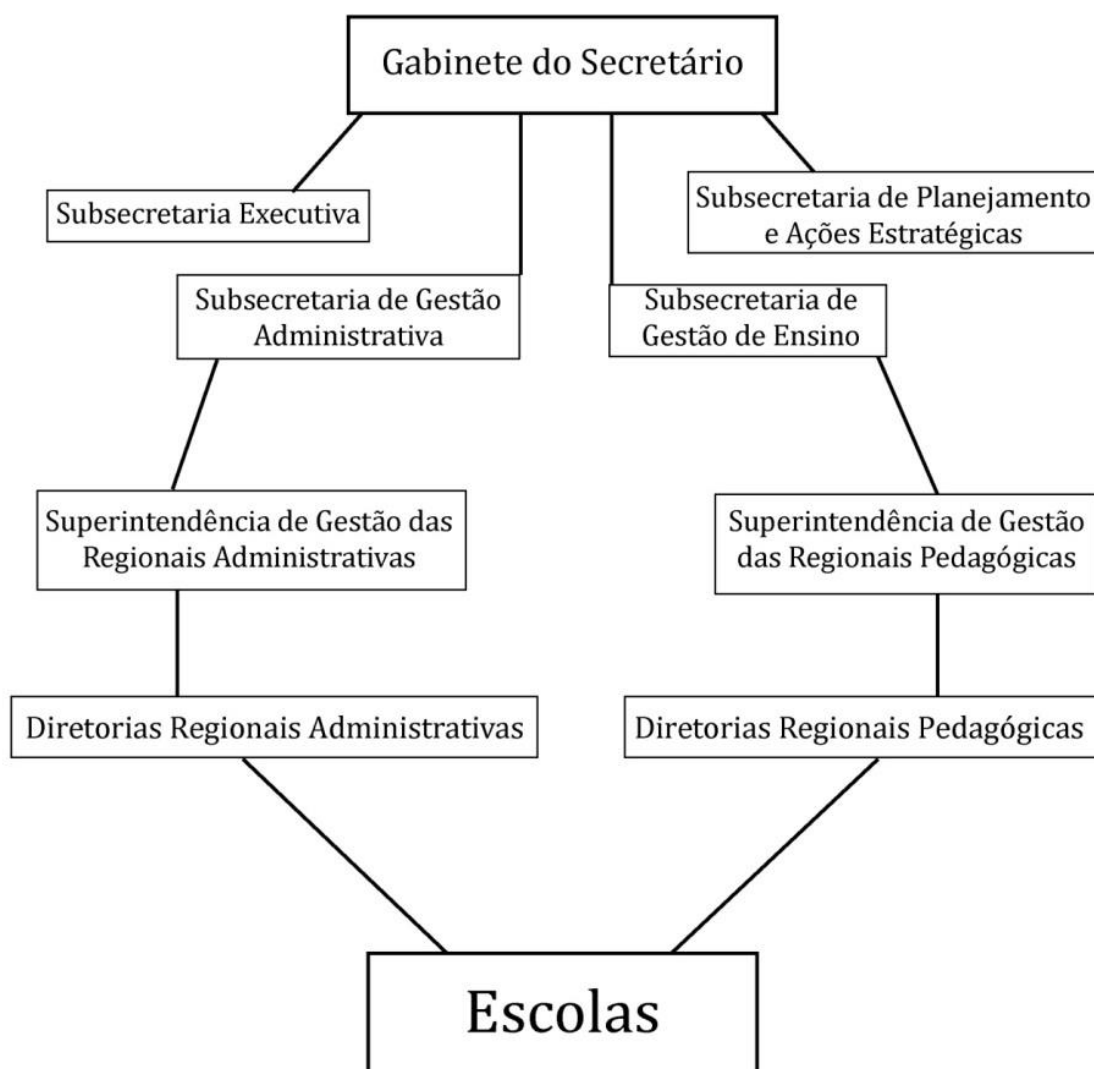 Gabinete do Secretário
Subsecretaria Executiva
Subsecretaria de Planejamento
e Ações Estratégicas
Subsecretaria de Gestão
Administrativa
Subsecretaria de
Gestão de Ensino
Superintendência de Gestão das
Regionais Administrativas
Superintendência de Gestão
das Regionais Pedagógicas
Diretorias Regionais Administrativas
Diretorias Regionais Pedagógicas
Escolas